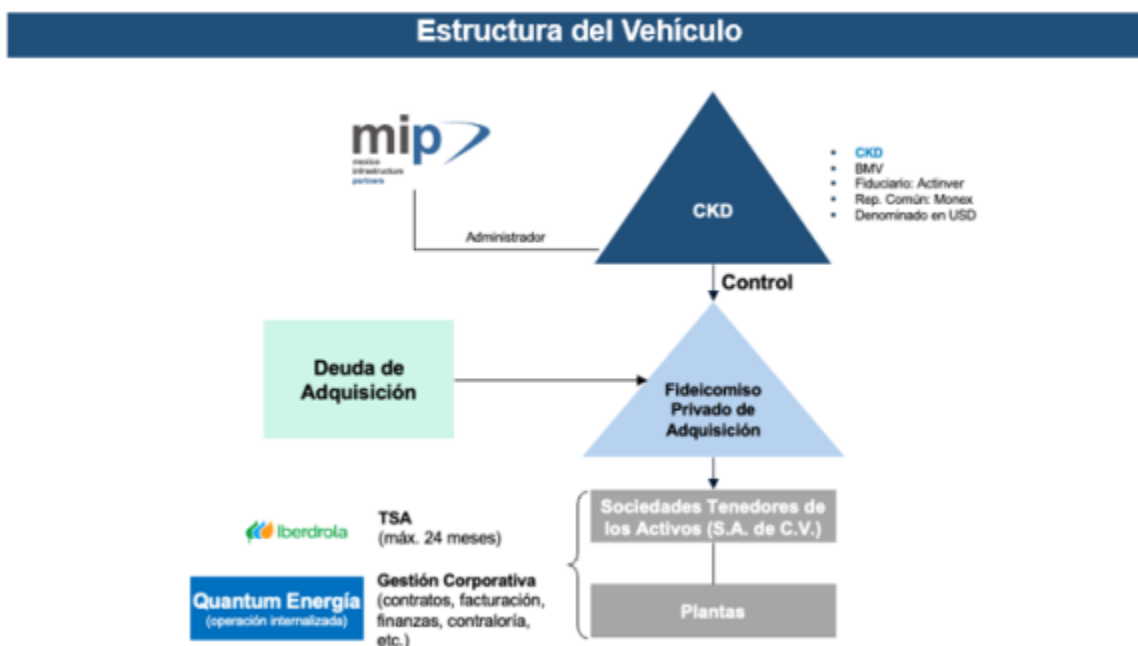 Estructura del Vehículo
mip
mexico
infrastructure
partners
Administrador
CKD
CKD
BMV
Fiduciario: Actinver
Rep. Común: Monex
Denominado en USD
Control
Deuda de
Adquisición
Fideicomiso
Privado de
Adquisición
Sociedades Tenedores de
los Activos (S.A. de C.V.)
Iberdrola
TSA
(máx. 24 meses)
Quantum Energía
(operación internalizada)
Gestión Corporativa
(contratos, facturación,
finanzas, contraloría,
etc.)
Plantas